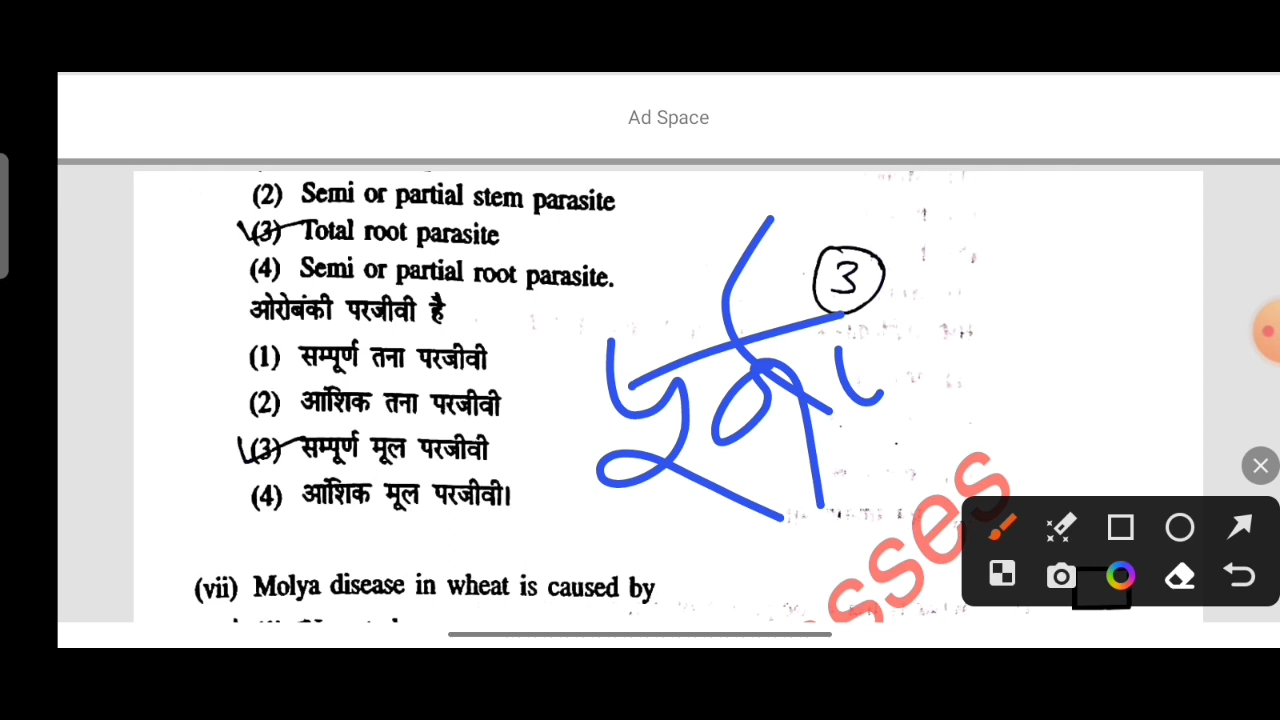 Ad Space
(2) Semi or partial stem parasite
(3) Total root parasite
(4) Semi or partial root parasite.
ओरोबंकी परजीवी है
(1) सम्पूर्ण तना परजीवी
(2) आंशिक तना परजीवी
(3) सम्पूर्ण मूल परजीवी
(4) आंशिक मूल परजीवी।
3
(vii) Molya disease in wheat is caused by
sses